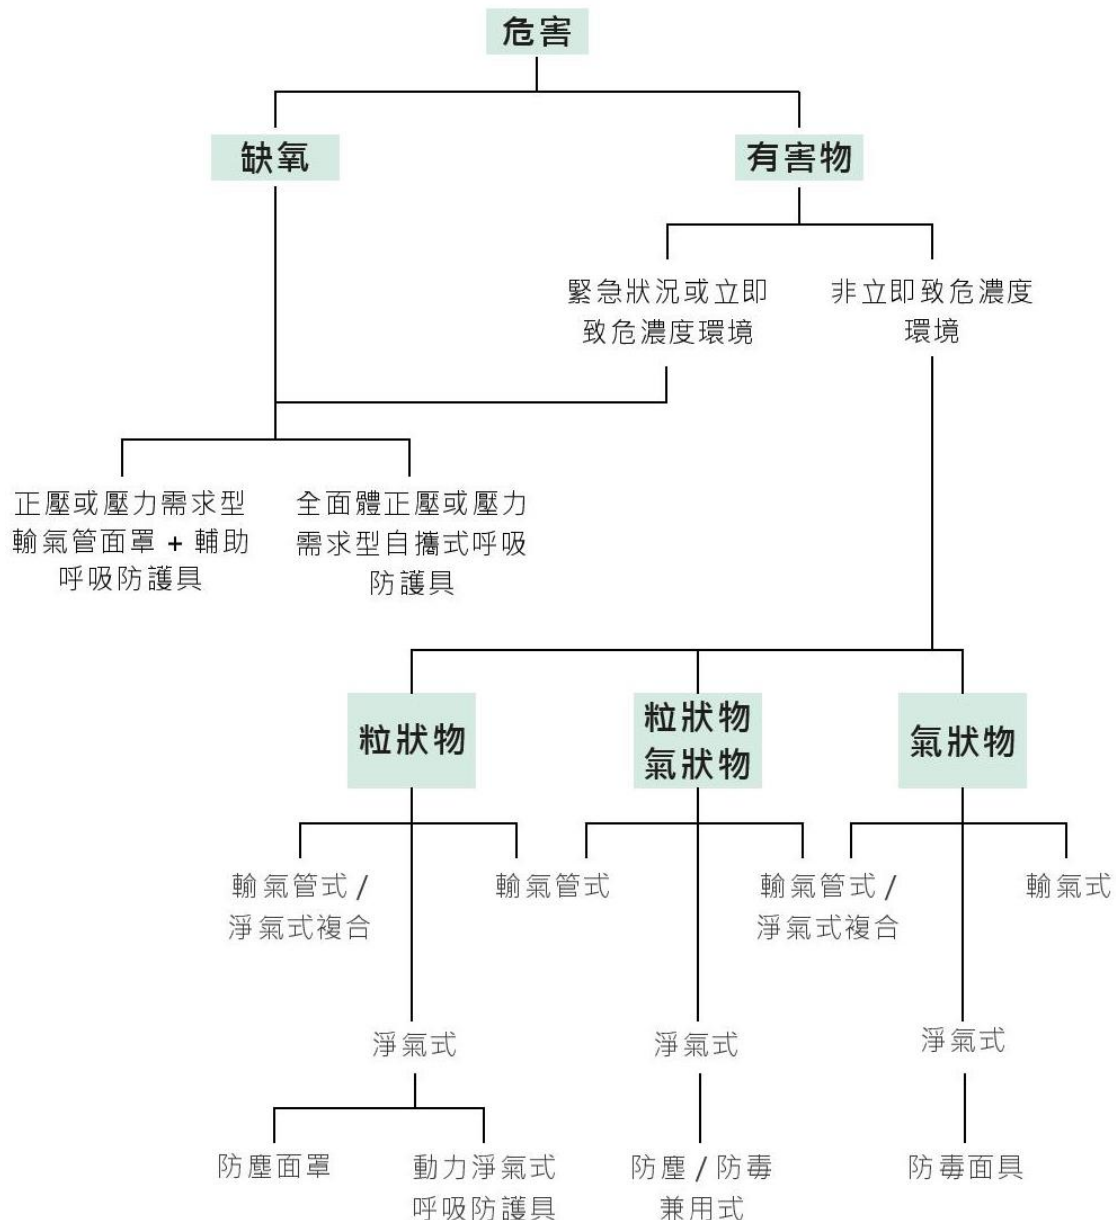 危害
缺氧
有害物
緊急狀況或立即
致危濃度環境
非立即致危濃度
環境
正壓或壓力需求型
輸氣管面罩 + 輔助
呼吸防護具
全面體正壓或壓力
需求型自攜式呼吸
防護具
粒狀物
粒狀物
氣狀物
氣狀物
輸氣管式 /
淨氣式複合
輸氣管式
輸氣管式 /
淨氣式複合
輸氣式
淨氣式
淨氣式
淨氣式
防塵面罩
動力淨氣式
呼吸防護具
防塵 / 防毒
兼用式
防毒面具